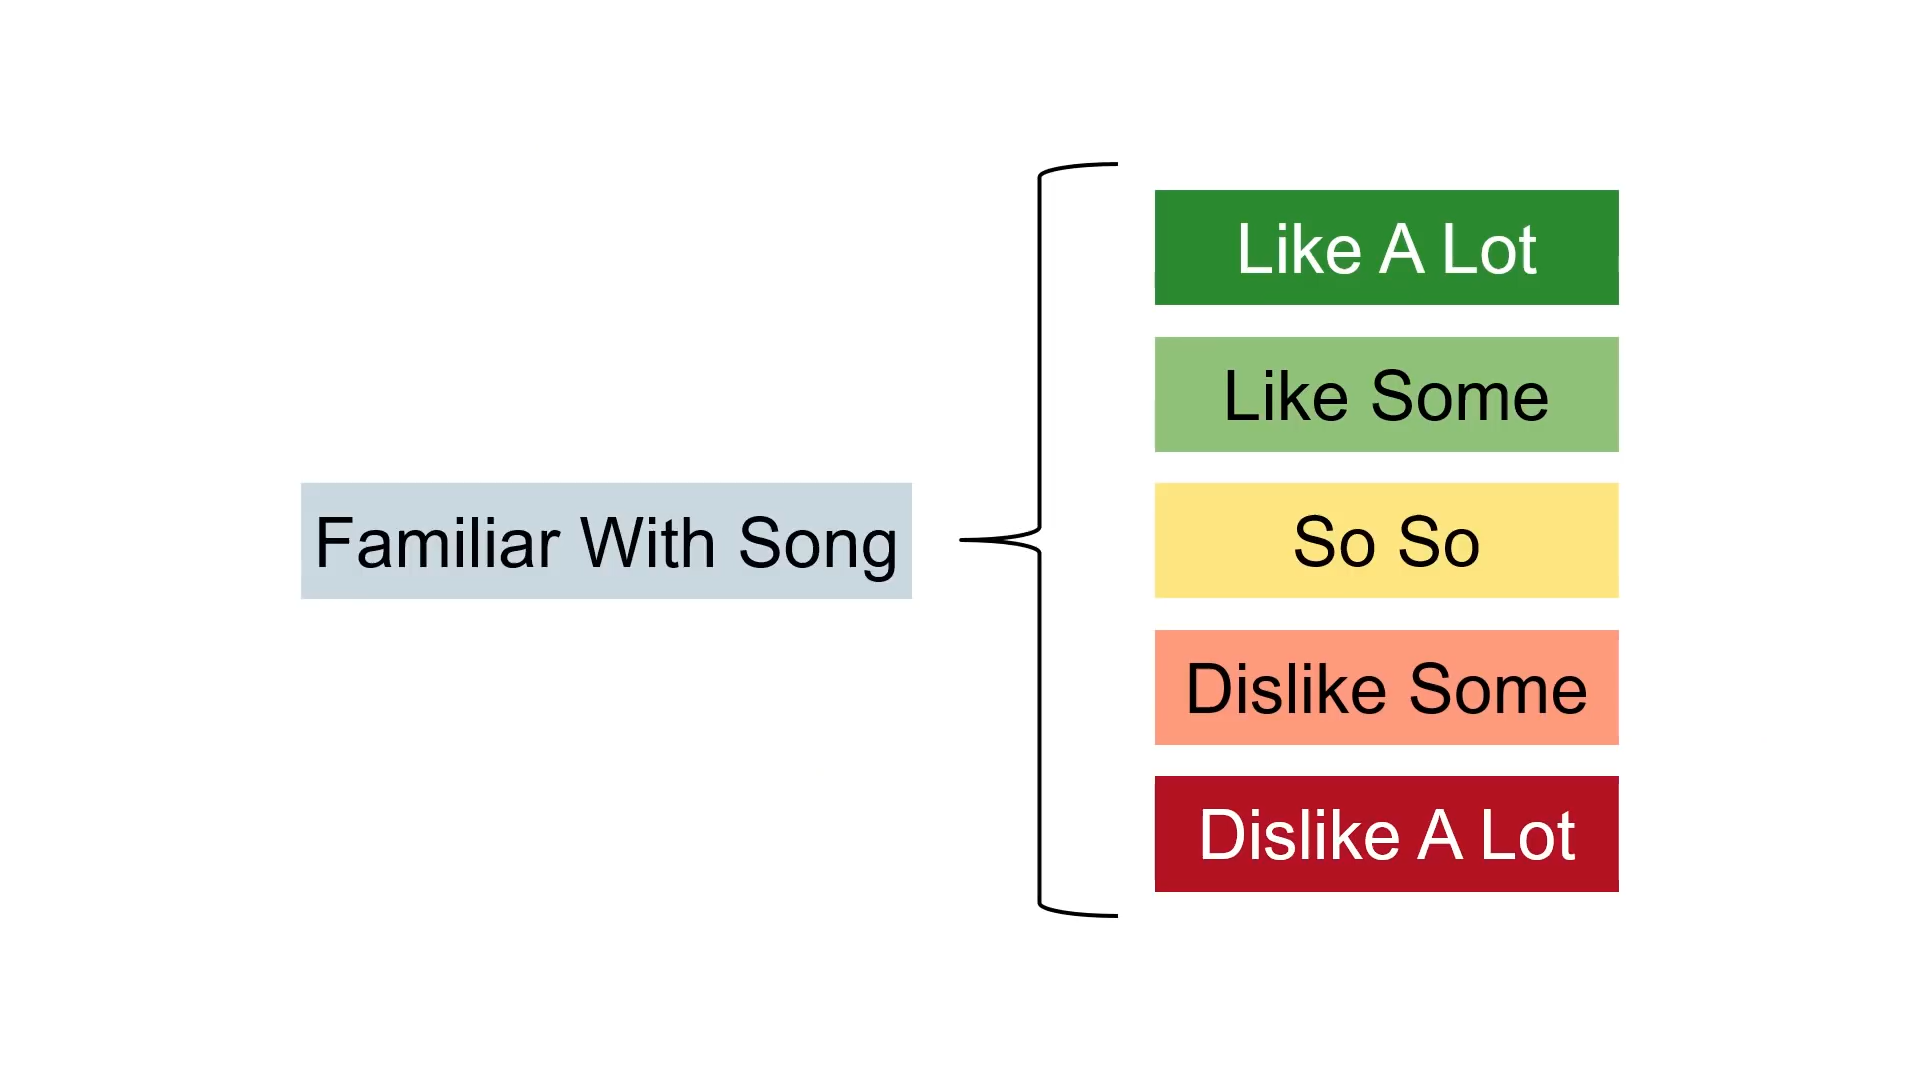 Familiar With Song
Like A Lot
Like Some
So So
Dislike Some
Dislike A Lot